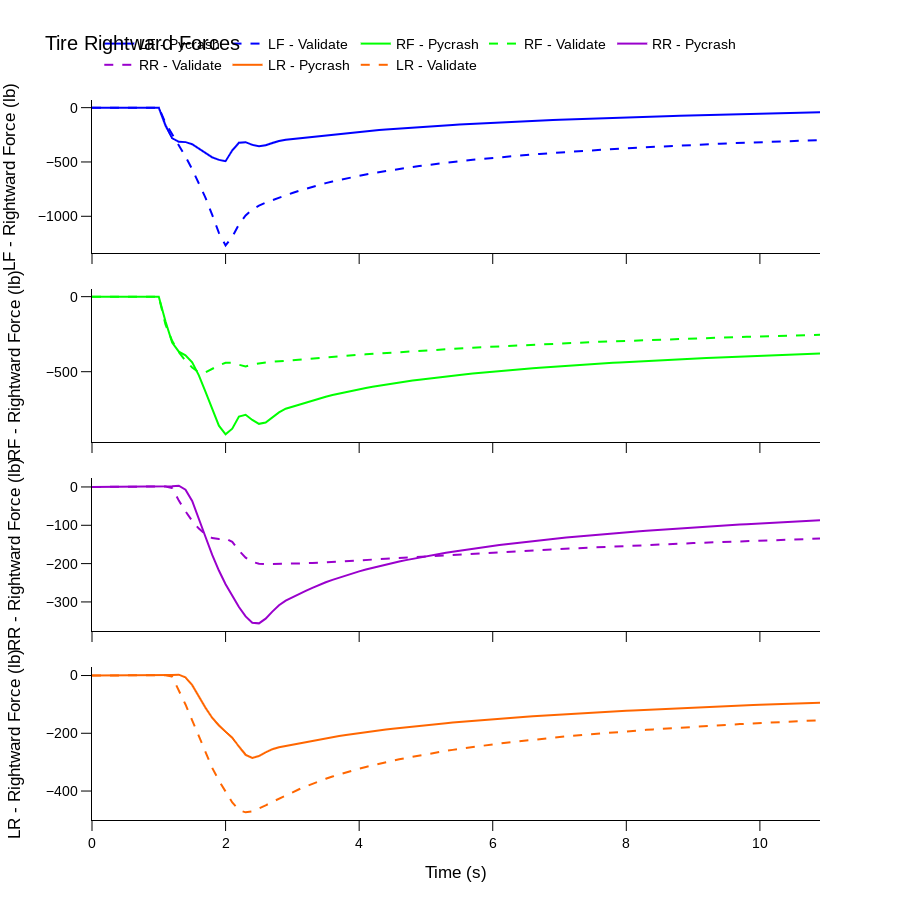 Tire Rightward Forces
LF - Pycrash LF - Validate RF - Pycrash RF - Validate RR - Pycrash
RR - Validate LR - Pycrash LR - Validate
LF - Rightward Force (lb)
0
−500
−1000
RF - Rightward Force (lb)
0
−500
RR - Rightward Force (lb)
0
−100
−200
−300
LR - Rightward Force (lb)
0
−200
−400
0 2 4 6 8 10
Time (s)